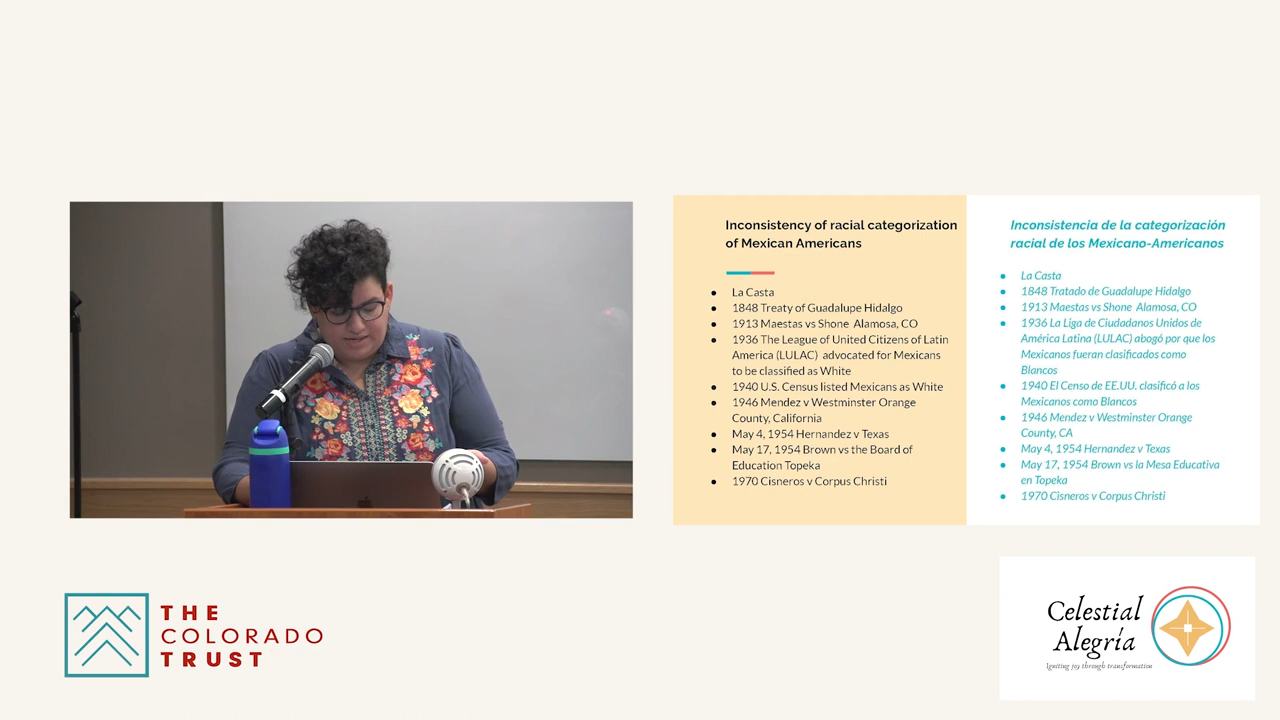 Inconsistency of racial categorization
of Mexican Americans
La Casta
1848 Treaty of Guadalupe Hidalgo
1913 Maestas vs Shone Alamosa, CO
1936 The League of United Citizens of Latin
America (LULAC) advocated for Mexicans
to be classified as White
1940 U.S. Census listed Mexicans as White
1946 Mendez v Westminster Orange
County, California
May 4, 1954 Hernandez v Texas
May 17, 1954 Brown vs the Board of
Education Topeka
1970 Cisneros v Corpus Christi
Inconsistencia de la categorización
racial de los Mexicano-Americanos
La Casta
1848 Tratado de Guadalupe Hidalgo
1913 Maestas vs Shone Alamosa, CO
1936 La Liga de Ciudadanos Unidos de
América Latina (LULAC) abogó por que los
Mexicanos fueran clasificados como
Blancos
1940 El Censo de EE.UU. clasificó a los
Mexicanos como Blancos
1946 Mendez v Westminster Orange
County, CA
May 4, 1954 Hernandez v Texas
May 17, 1954 Brown vs la Mesa Educativa
en Topeka
1970 Cisneros v Corpus Christi
THE
COLORADO
TRUST
Celestial
Alegría
Igniting joy through transformation